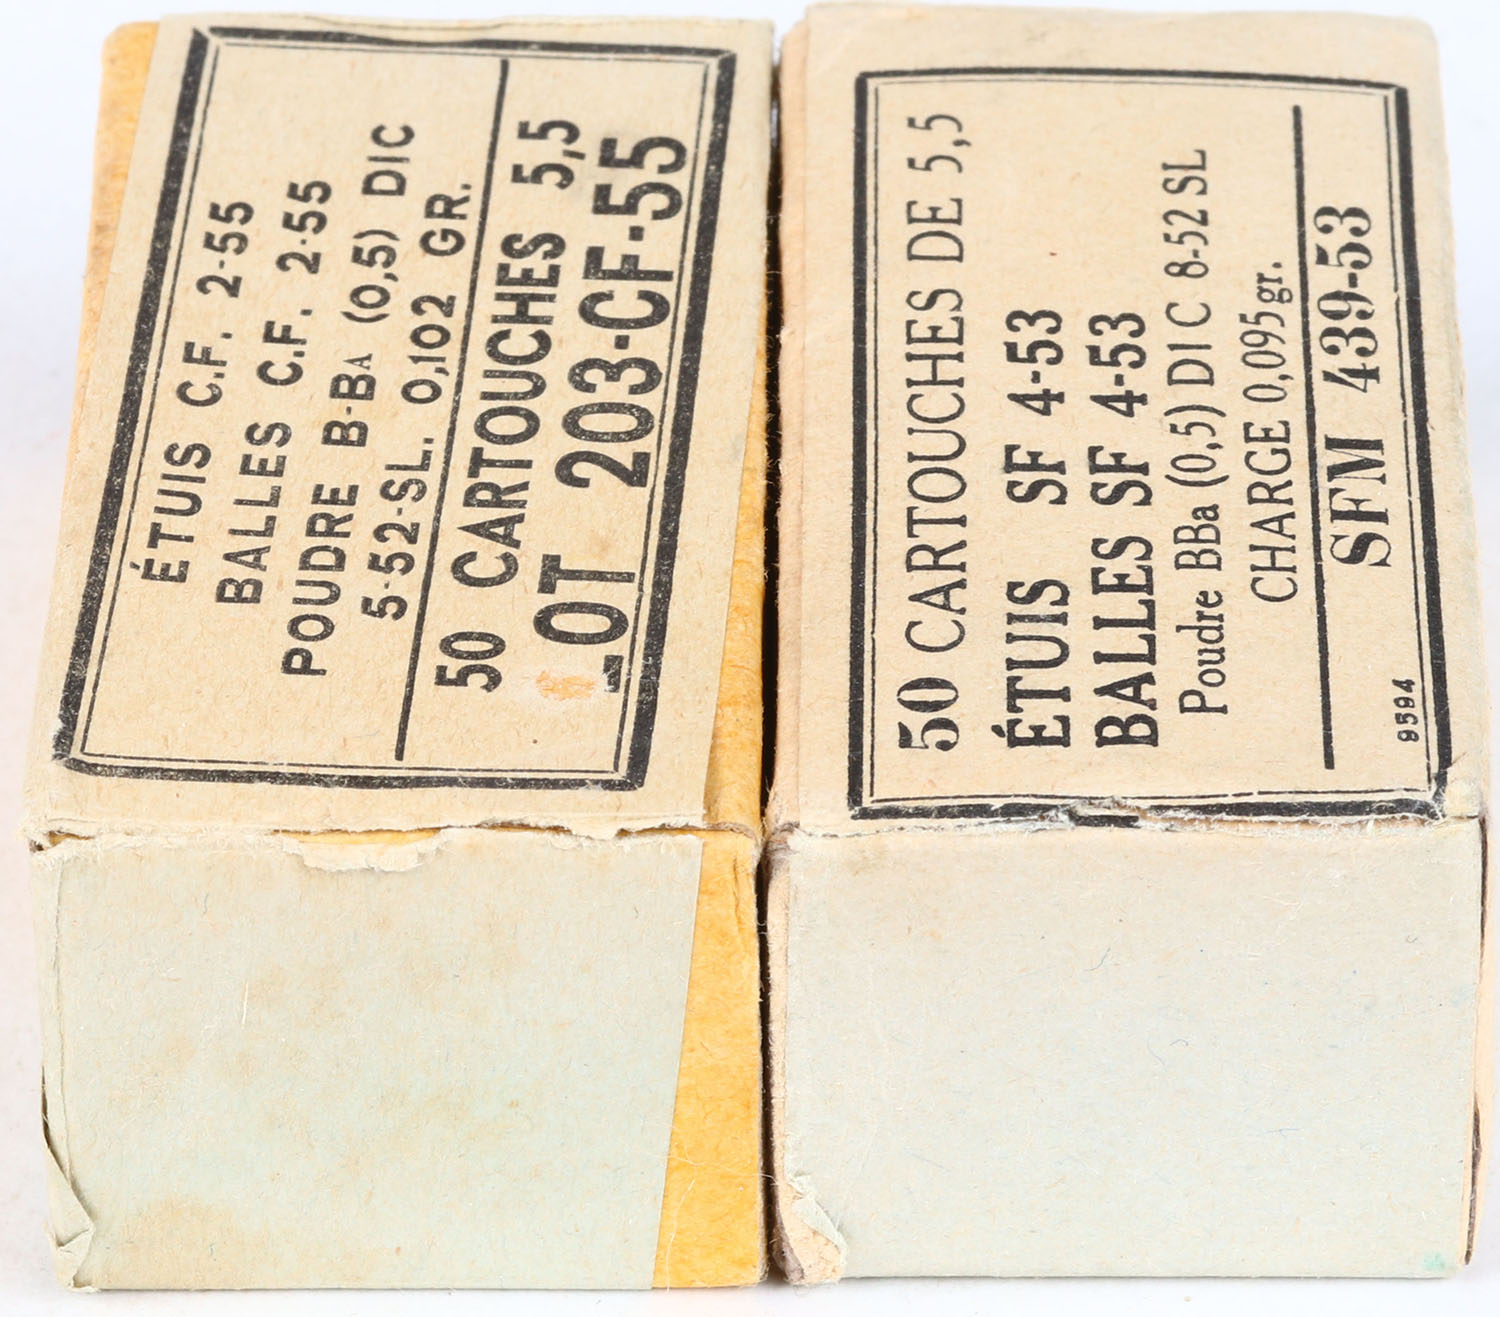 ÉTUIS C.F. 2-55
BALLES C.F. 2-55
POUDRE B-BA (0,5) DIC
5-52-SL. 0,102 GR.
50 CARTOUCHES 5,5
LOT 203-CF-55
50 CARTOUCHES DE 5,5
ÉTUIS SF 4-53
BALLES SF 4-53
Poudre BBa (0,5) DI C 8-52 SL
CHARGE 0,095 gr.
SFM 439-53
9594